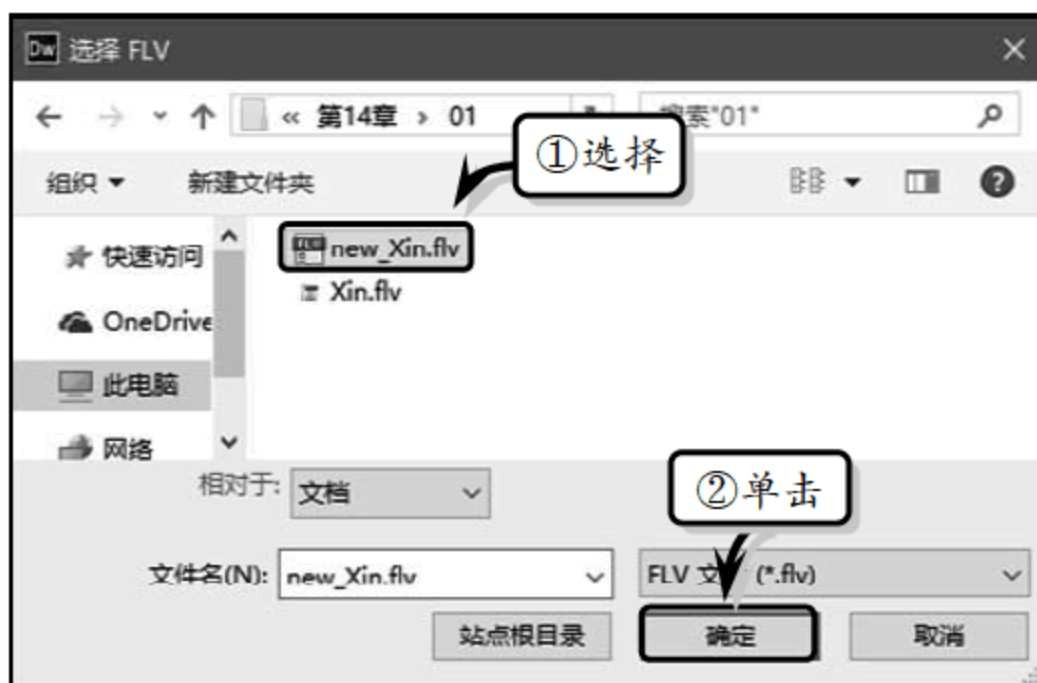 Dw 选择 FLV
« 第14章 › 01
搜索"01"
①选择
组织
新建文件夹
快速访问
new_Xin.flv
Xin.flv
OneDrive
此电脑
网络
相对于:
文档
②单击
文件名(N):
new_Xin.flv
FLV 文 (*.flv)
站点根目录
确定
取消